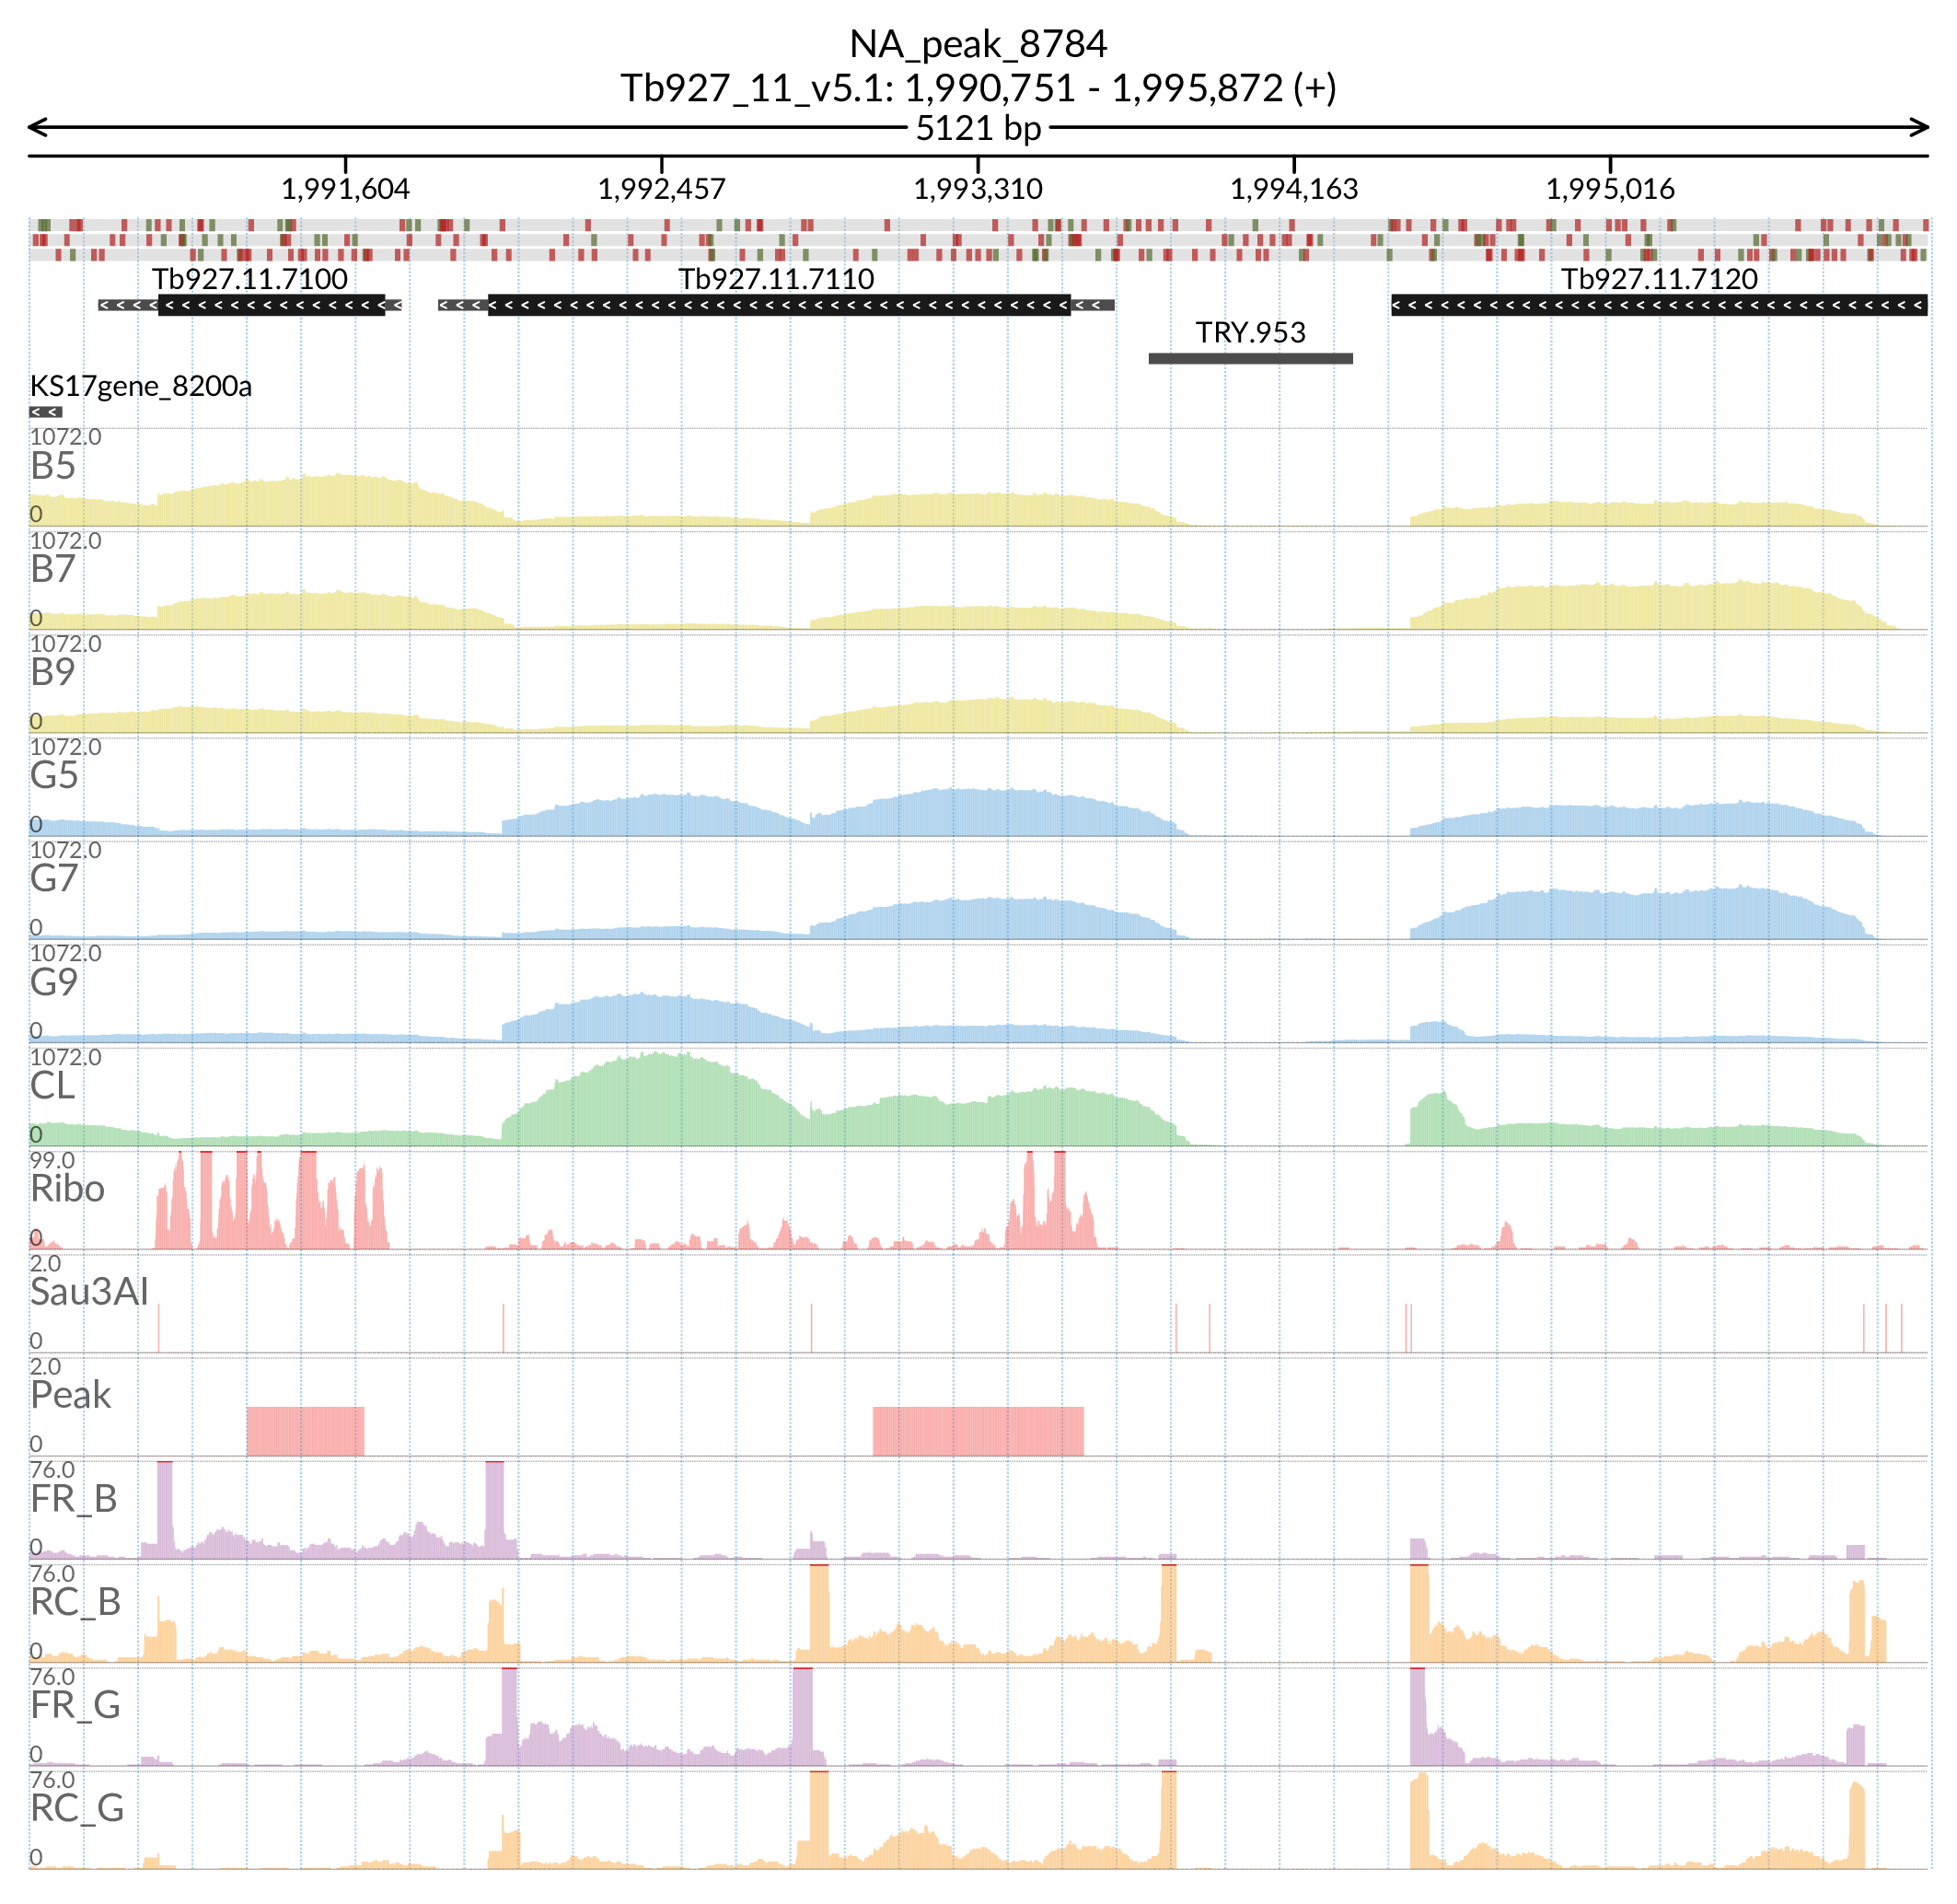 NA_peak_8784
Tb927_11_v5.1: 1,990,751 - 1,995,872 (+)
5121 bp
1,991,604 1,992,457 1,993,310 1,994,163 1,995,016
Tb927.11.7100 Tb927.11.7110 Tb927.11.7120
TRY.953
KS17gene_8200a
1072.0
B5
0
1072.0
B7
0
1072.0
B9
0
1072.0
G5
0
1072.0
G7
0
1072.0
G9
0
1072.0
CL
0
99.0
Ribo
0
2.0
Sau3AI
0
2.0
Peak
0
76.0
FR_B
0
76.0
RC_B
0
76.0
FR_G
0
76.0
RC_G
0